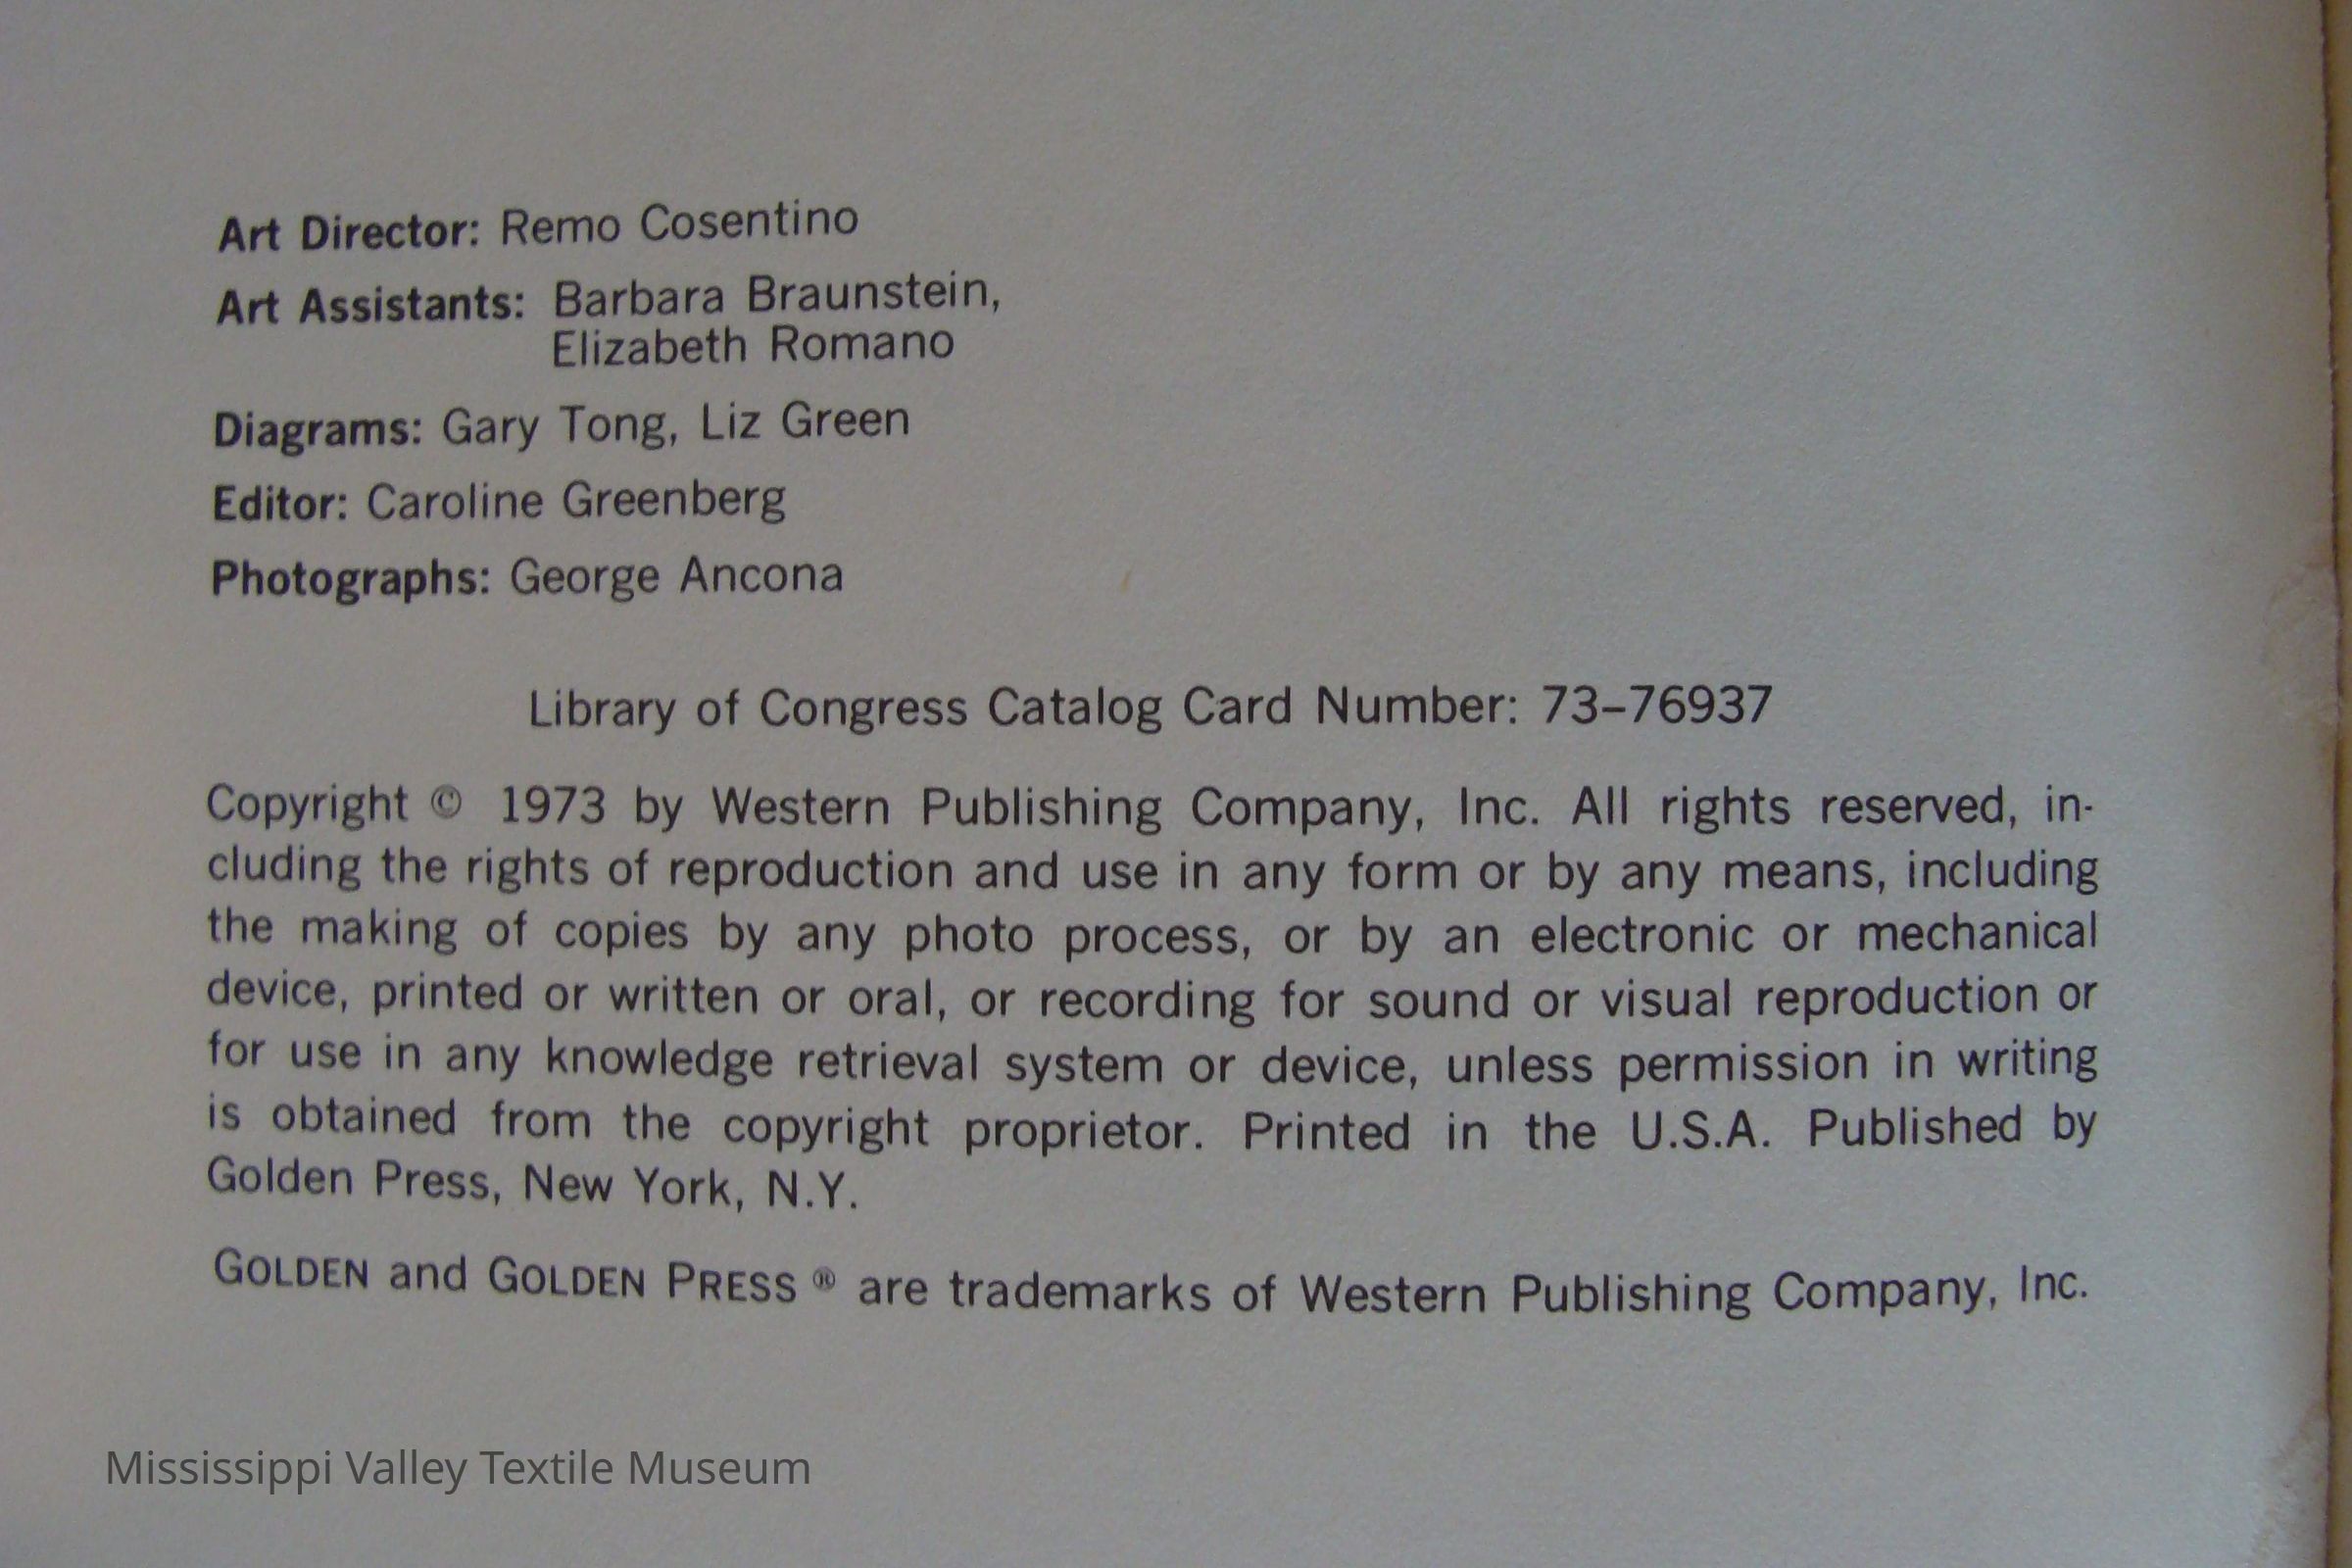 Art Director: Remo Cosentino
Art Assistants: Barbara Braunstein,
Elizabeth Romano
Diagrams: Gary Tong, Liz Green
Editor: Caroline Greenberg
Photographs: George Ancona
Library of Congress Catalog Card Number: 73–76937
Copyright © 1973 by Western Publishing Company, Inc. All rights reserved, in-
cluding the rights of reproduction and use in any form or by any means, including
the making of copies by any photo process, or by an electronic or mechanical
device, printed or written or oral, or recording for sound or visual reproduction or
for use in any knowledge retrieval system or device, unless permission in writing
is obtained from the copyright proprietor. Printed in the U.S.A. Published by
Golden Press, New York, N.Y.
GOLDEN and GOLDEN PRESS ® are trademarks of Western Publishing Company, Inc.
Mississippi Valley Textile Museum